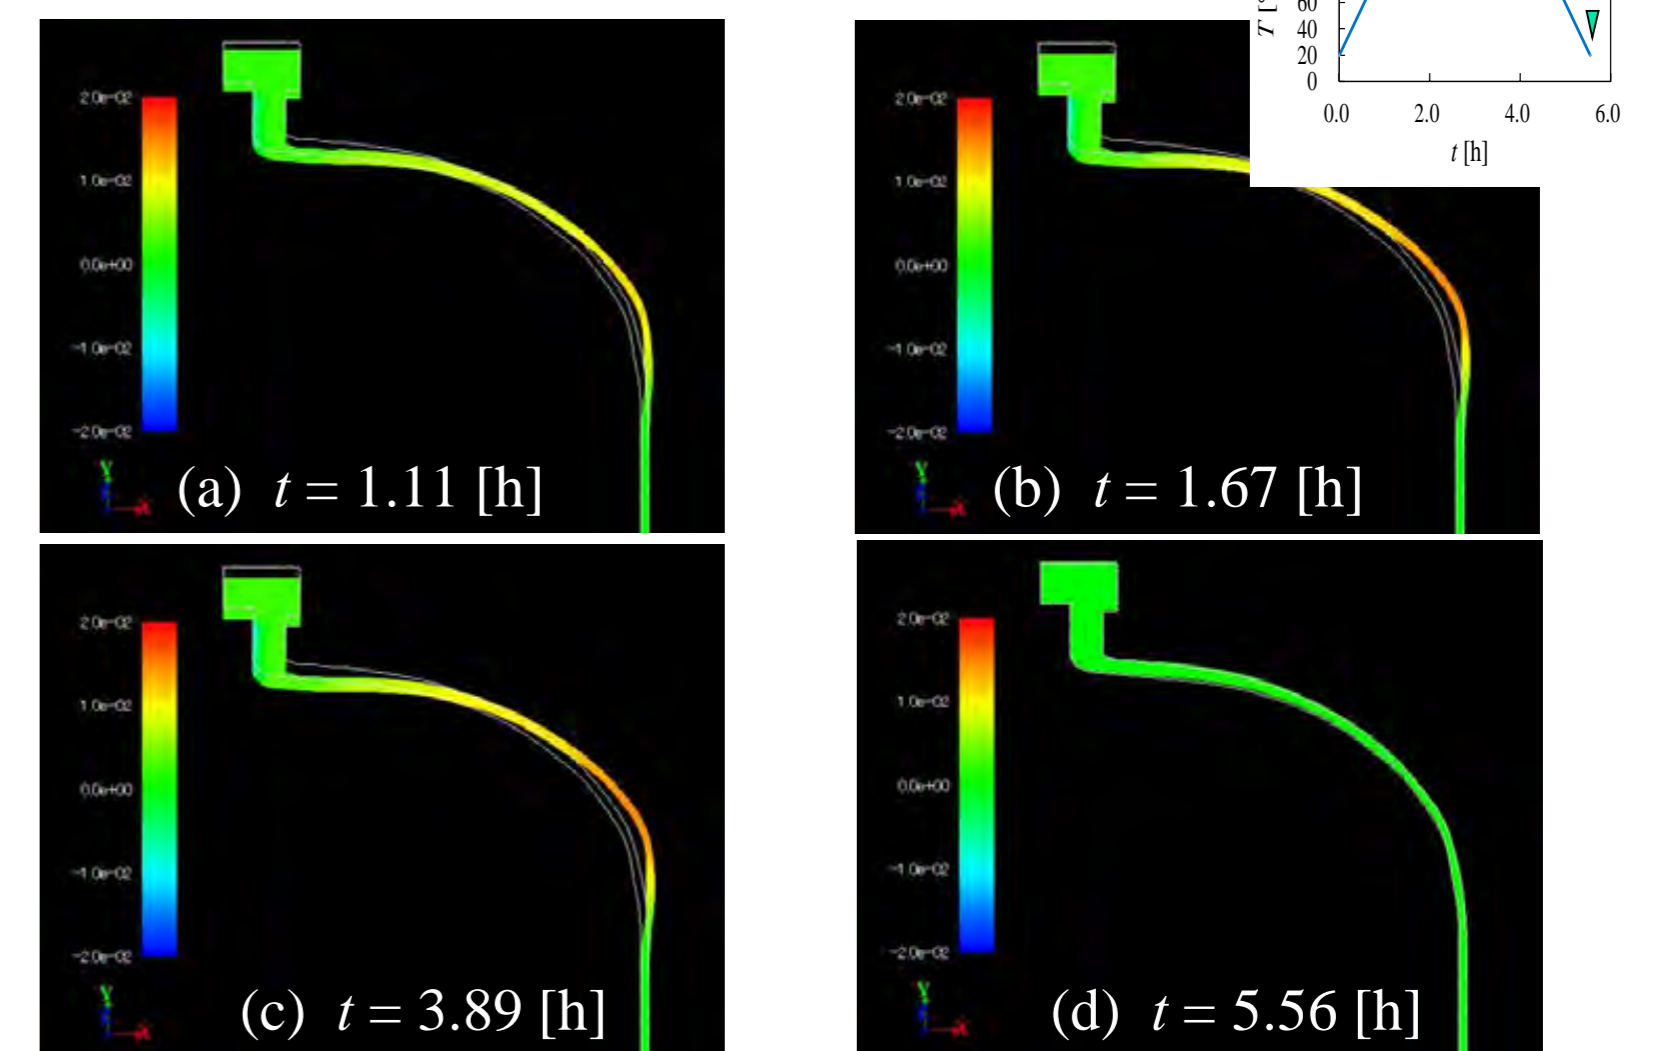 T [°
60
40
20
0
0.0 2.0 4.0 6.0
t [h]
2.0e-02
1.0e-02
0.0e+00
-1.0e-02
-2.0e-02
Y
X
(a) t = 1.11 [h]
2.0e-02
1.0e-02
0.0e+00
-1.0e-02
-2.0e-02
Y
X
(b) t = 1.67 [h]
2.0e-02
1.0e-02
0.0e+00
-1.0e-02
-2.0e-02
Y
X
(c) t = 3.89 [h]
2.0e-02
1.0e-02
0.0e+00
-1.0e-02
-2.0e-02
Y
X
(d) t = 5.56 [h]